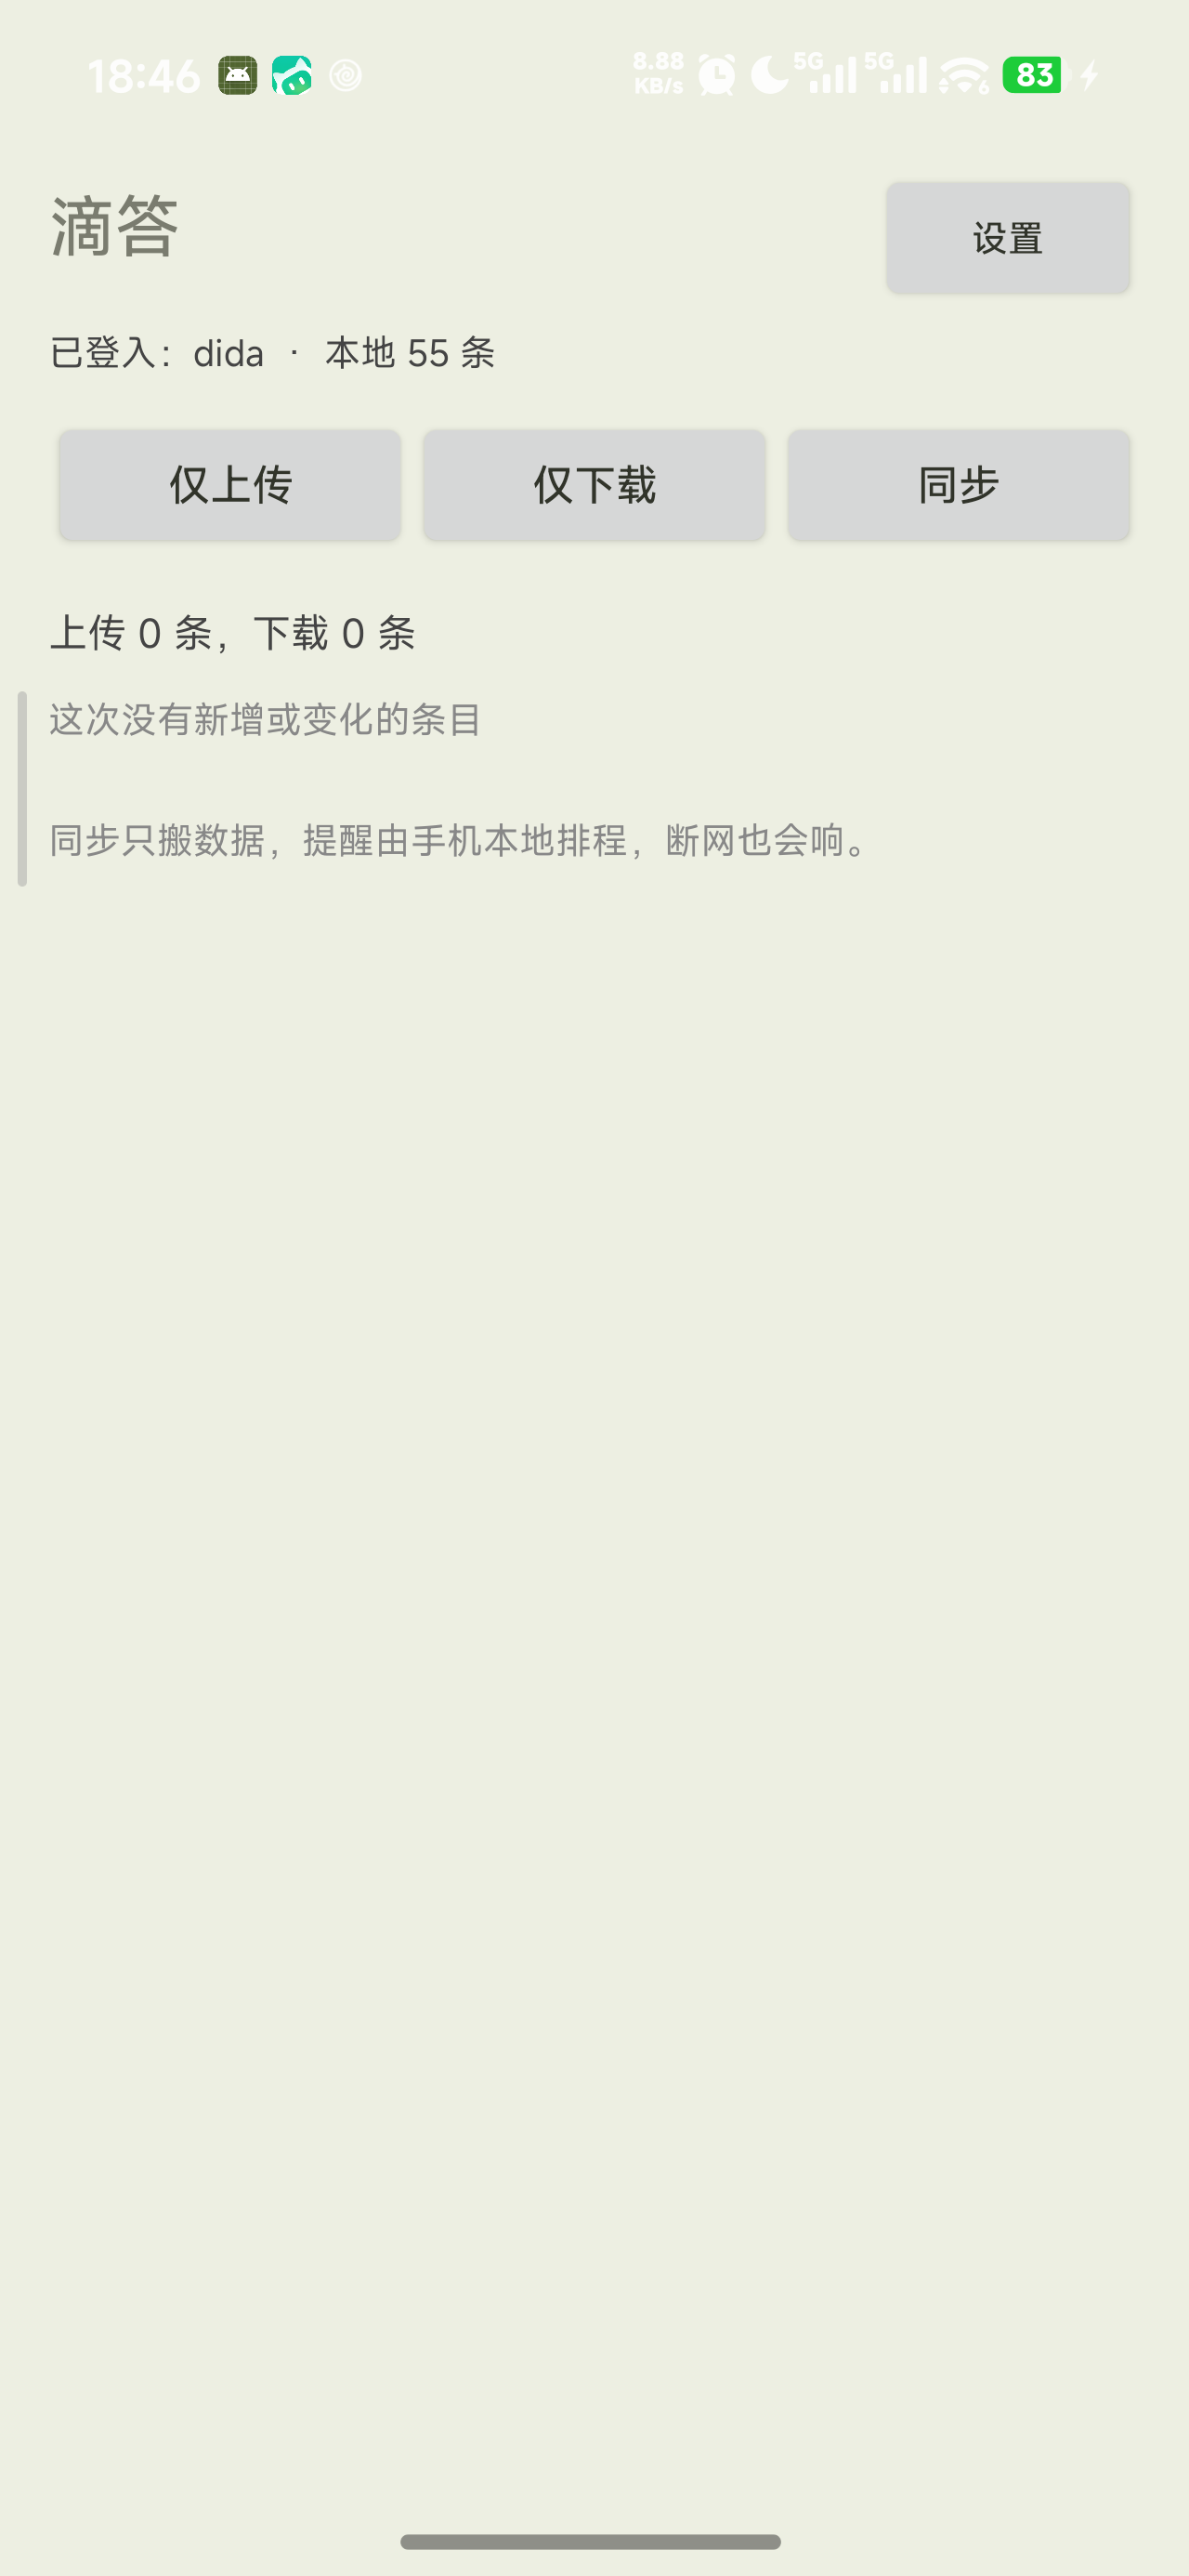 18:46
8.88 KB/s 5G 5G 6 83
滴答
设置
已登入：dida · 本地 55 条
仅上传 仅下载 同步
上传 0 条，下载 0 条
这次没有新增或变化的条目
同步只搬数据，提醒由手机本地排程，断网也会响。